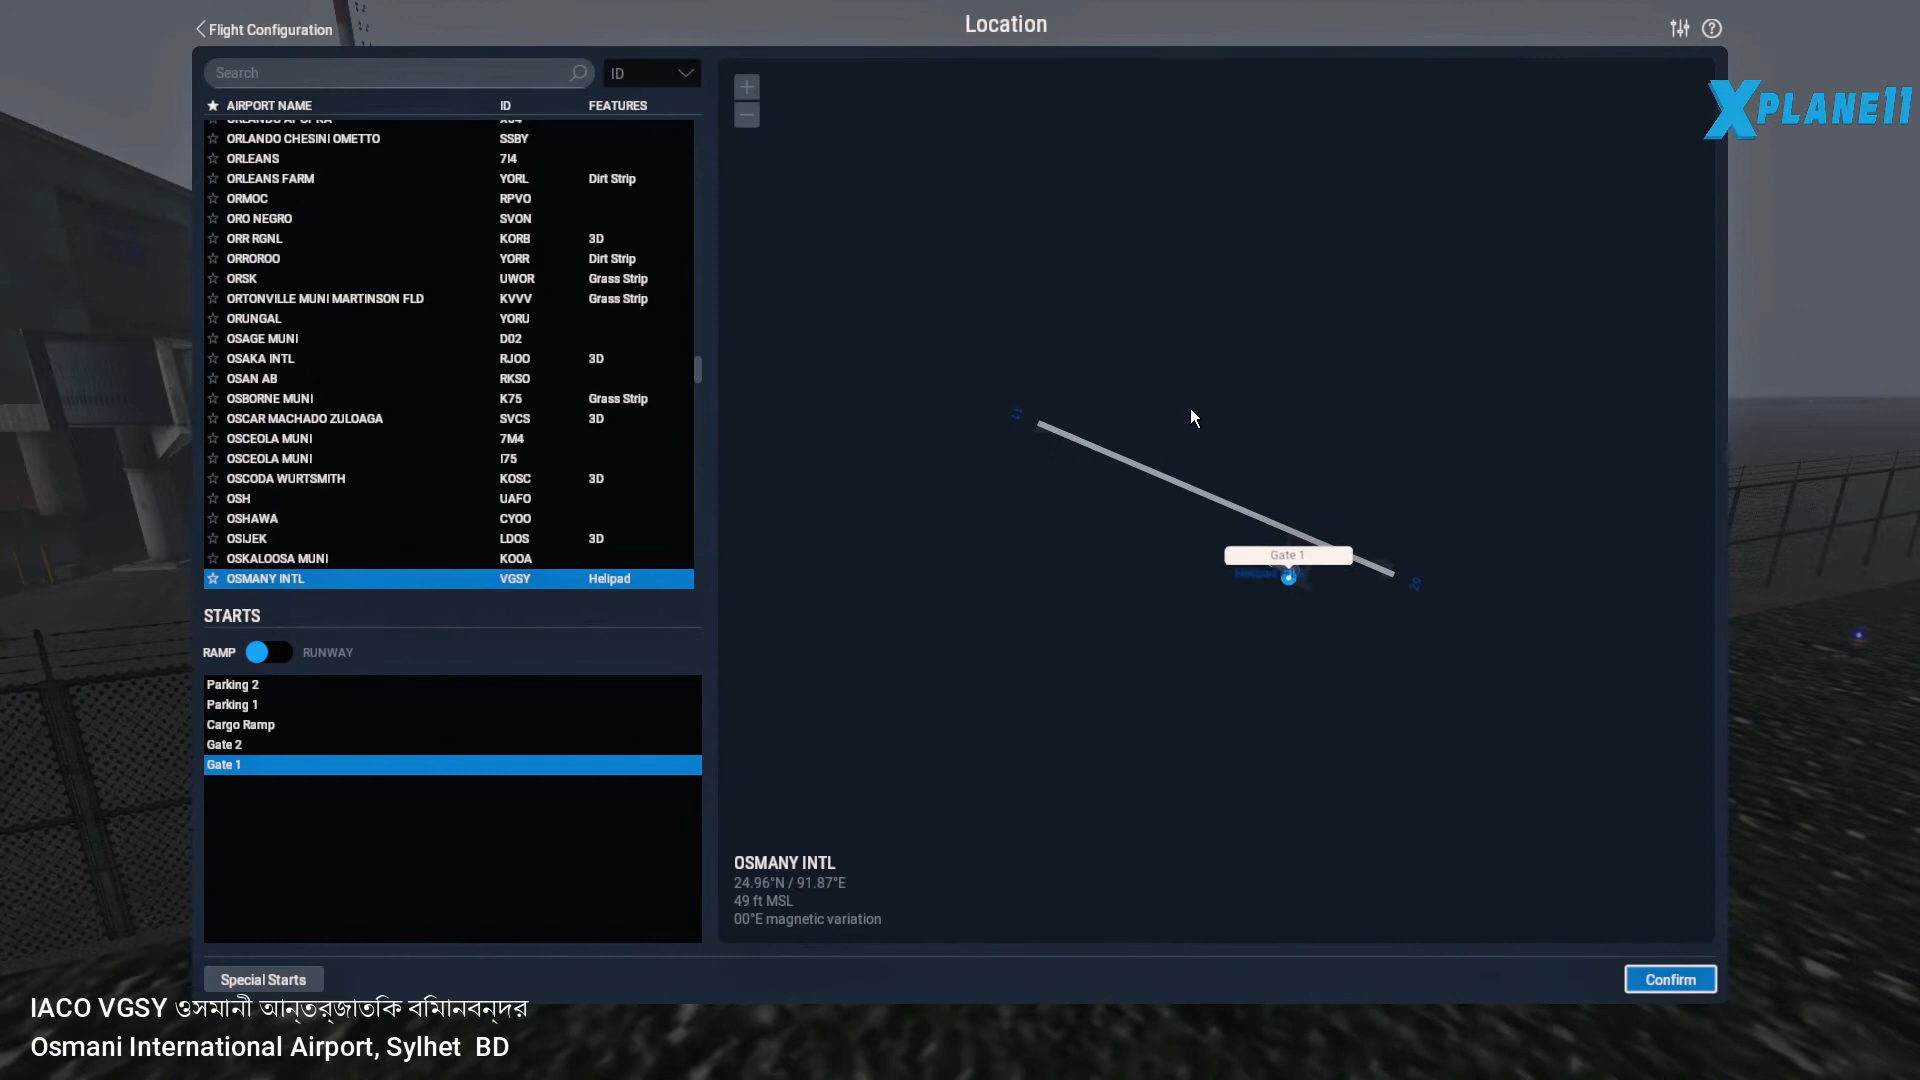 Flight Configuration
Location
XPLANE11
Search
ID
AIRPORT NAME ID FEATURES
ORLANDO CHESINI OMETTO SSBY
ORLEANS 7I4
ORLEANS FARM YORL Dirt Strip
ORMOC RPVO
ORO NEGRO SVON
ORR RGNL KORB 3D
ORROROO YORR Dirt Strip
ORSK UWOR Grass Strip
ORTONVILLE MUNI MARTINSON FLD KVVV Grass Strip
ORUNGAL YORU
OSAGE MUNI D02
OSAKA INTL RJOO 3D
OSAN AB RKSO
OSBORNE MUNI K75 Grass Strip
OSCAR MACHADO ZULOAGA SVCS 3D
OSCEOLA MUNI 7M4
OSCEOLA MUNI I75
OSCODA WURTSMITH KOSC 3D
OSH UAFO
OSHAWA CYOO
OSIJEK LDOS 3D
OSKALOOSA MUNI KOOA
OSMANY INTL VGSY Helipad
STARTS
RAMP RUNWAY
Parking 2
Parking 1
Cargo Ramp
Gate 2
Gate 1
11
Gate 1
29
OSMANY INTL
24.96°N / 91.87°E
49 ft MSL
00°E magnetic variation
Special Starts
Confirm
IACO VGSY ওসমানী আন্তর্জাতিক বিমানবন্দর
Osmani International Airport, Sylhet BD